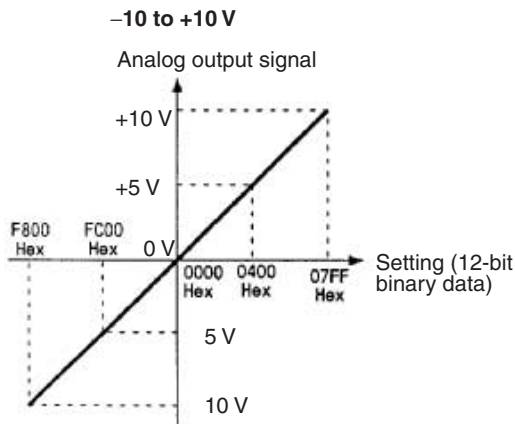 –10 to +10 V
Analog output signal
+10 V
+5 V
F800
Hex
FC00
Hex
0 V
0000
Hex
0400
Hex
07FF
Hex
Setting (12-bit
binary data)
5 V
10 V